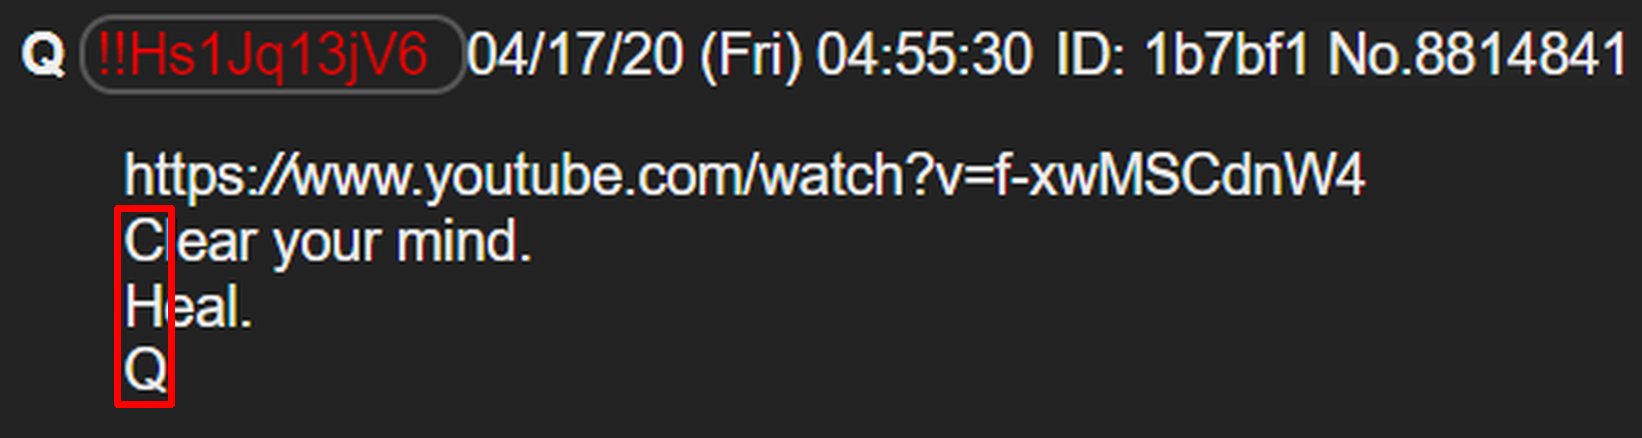 Q !!Hs1Jq13jV6 04/17/20 (Fri) 04:55:30 ID: 1b7bf1 No.8814841
https://www.youtube.com/watch?v=f-xwMSCdnW4
Clear your mind.
Heal.
Q